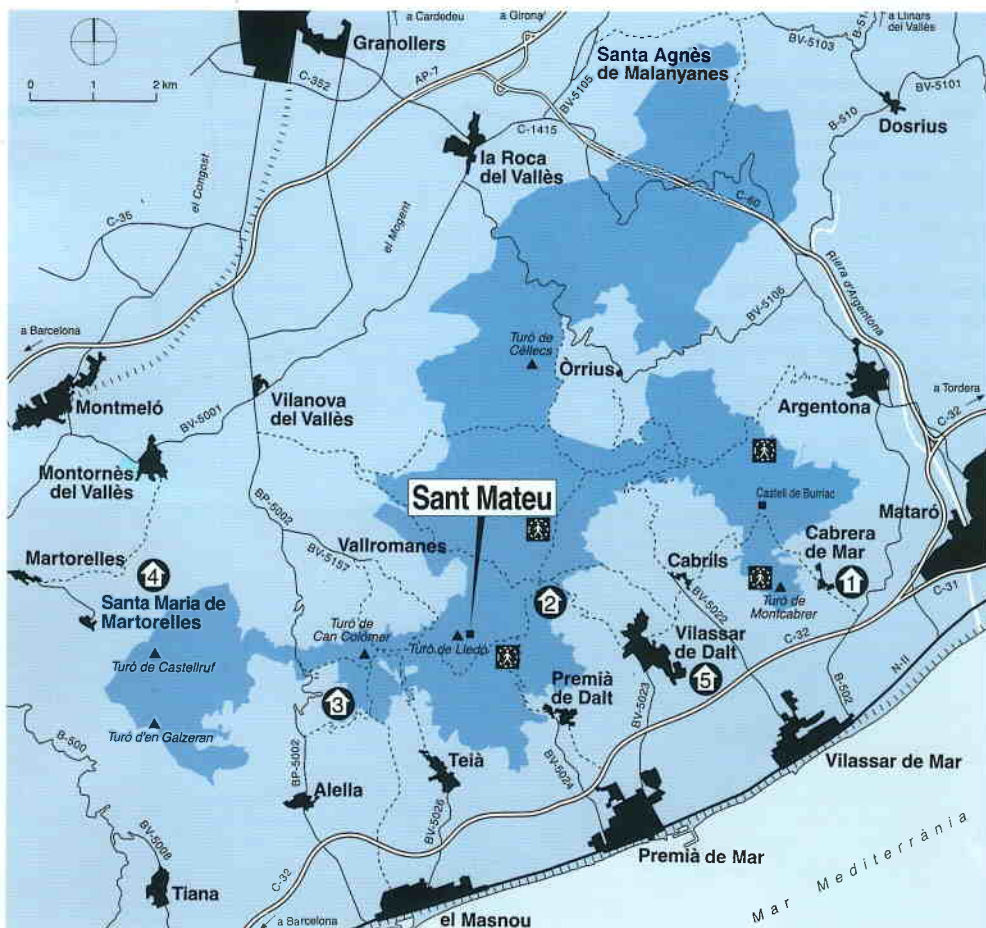 a Cardedeu
a Girona
a Llinars
del Vallès
Granollers
BV-5103
B-510
Santa Agnès
de Malanyanes
C-352
AP-7
BV-5105
BV-5101
0 1 2 km
B-510
Dosrius
C-1415
la Roca
del Vallès
el Congost
C-35
el Mogent
C-60
Riera d'Argentona
BV-5106
a Barcelona
Turó de
Céllecs
Òrrius
Montmeló
Vilanova
del Vallès
Argentona
a Tordera
C-32
BV-5001
Montornès
del Vallès
Sant Mateu
Castell de Burriac
BP-5002
Mataró
Vallromanes
BV-5157
Cabrils
Cabrera
de Mar
Martorelles
4
1
C-31
Santa Maria de
Martorelles
2
BV-5022
Turó de
Montcabrer
Turó de
Can Colomer
Turó de Lledó
Vilassar
de Dalt
C-32
Turó de Castellruf
5
N-II
3
Premià
de Dalt
B-502
BV-5023
Turó d'en Galzeran
B-500
BP-5002
Teià
BV-5024
Vilassar de Mar
Alella
BV-5026
BV-5008
Premià de Mar
Tiana
C-32
Mar Mediterrània
a Barcelona
el Masnou